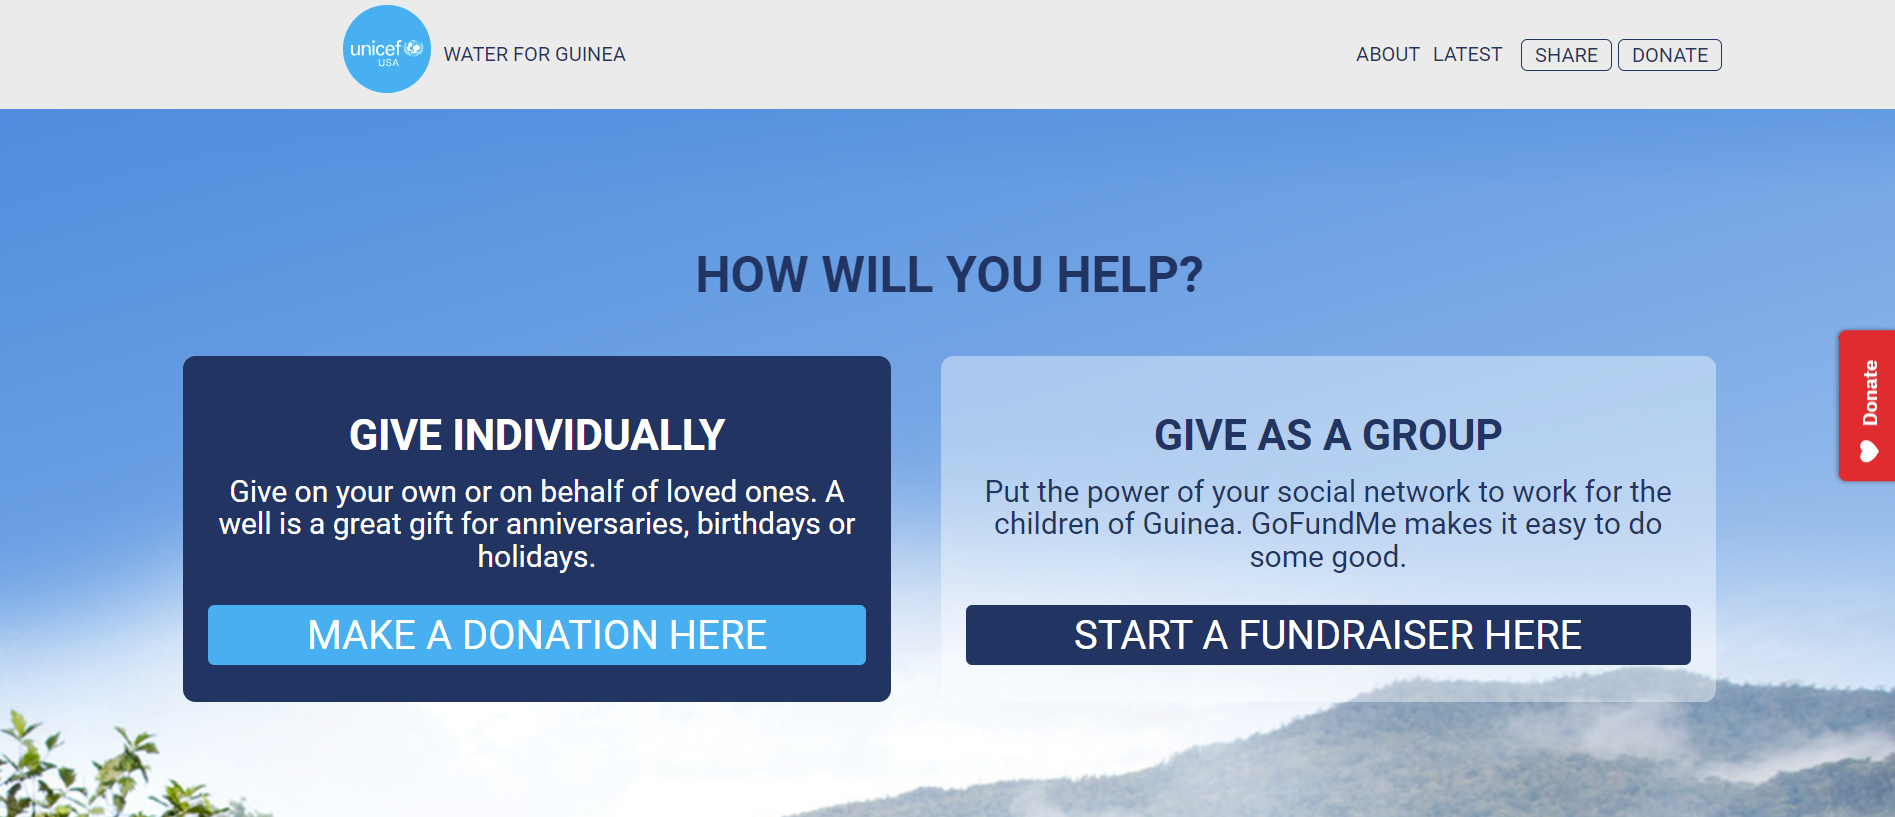 unicef
USA
WATER FOR GUINEA
ABOUT LATEST SHARE DONATE
HOW WILL YOU HELP?
GIVE INDIVIDUALLY
Give on your own or on behalf of loved ones. A
well is a great gift for anniversaries, birthdays or
holidays.
MAKE A DONATION HERE
GIVE AS A GROUP
Put the power of your social network to work for the
children of Guinea. GoFundMe makes it easy to do
some good.
START A FUNDRAISER HERE
Donate